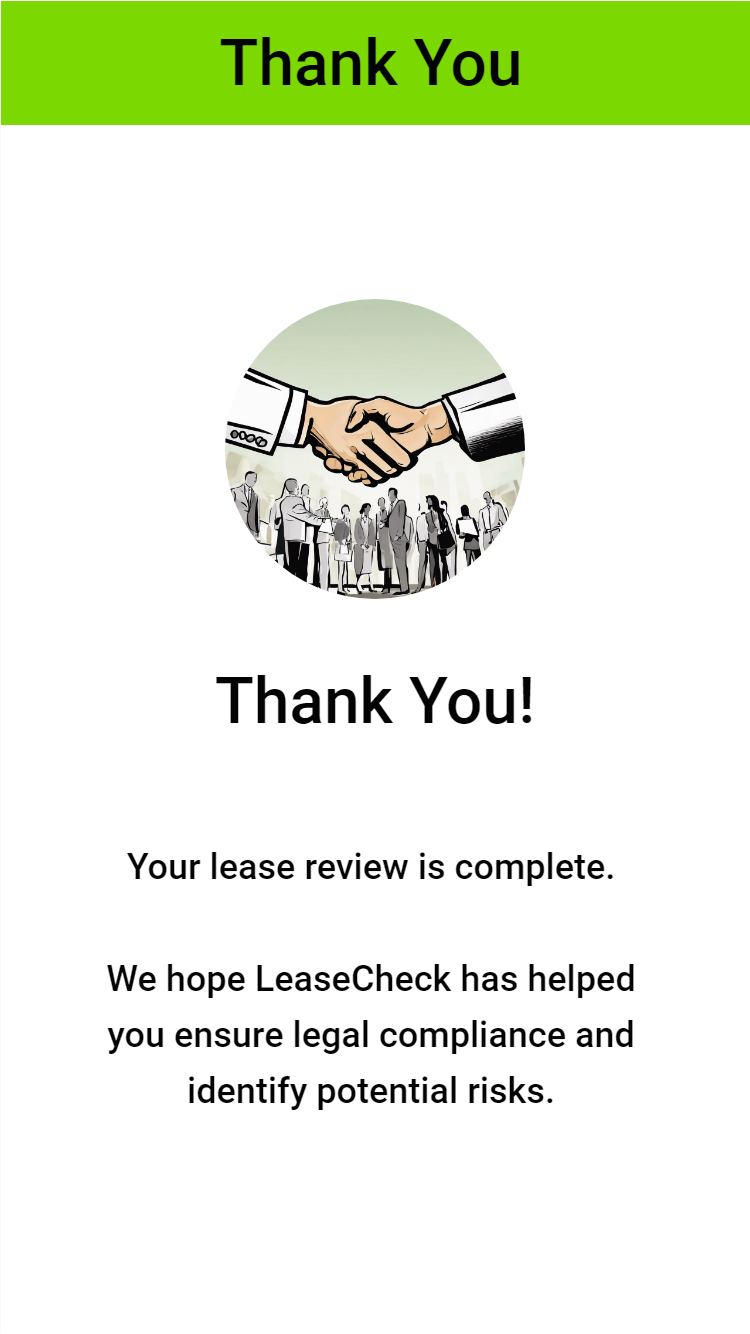 Thank You
Thank You!
Your lease review is complete.
We hope LeaseCheck has helped
you ensure legal compliance and
identify potential risks.